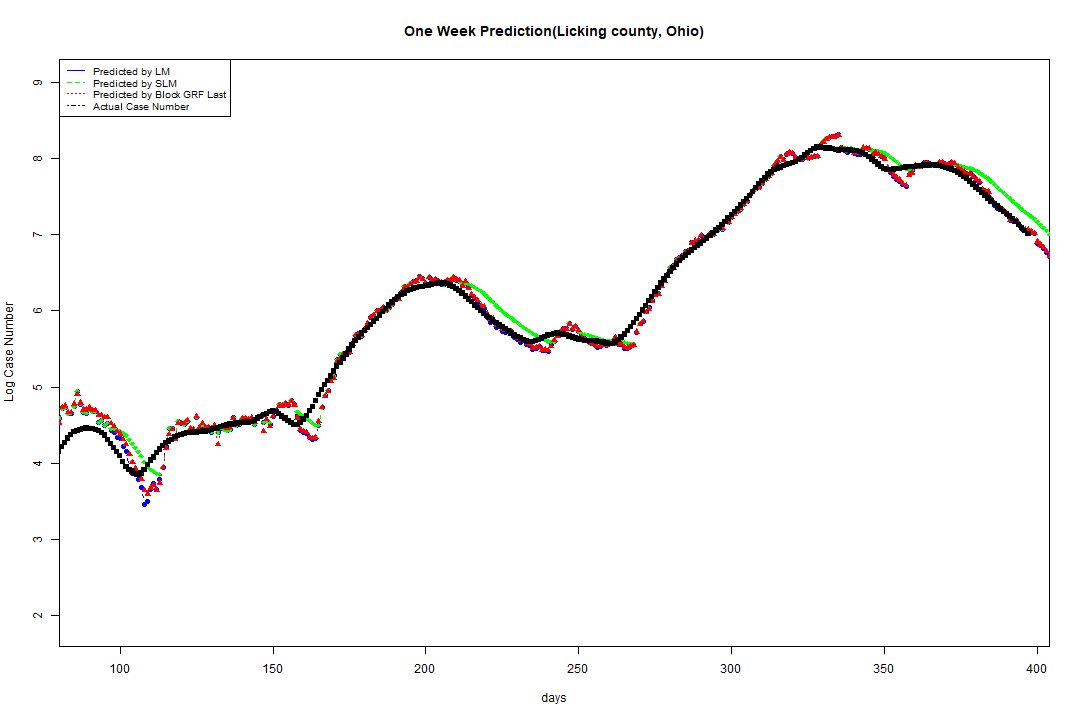 One Week Prediction(Licking county, Ohio)
Predicted by LM
Predicted by SLM
Predicted by Block GRF Last
Actual Case Number
9
8
7
6
5
4
3
2
Log Case Number
100 150 200 250 300 350 400
days